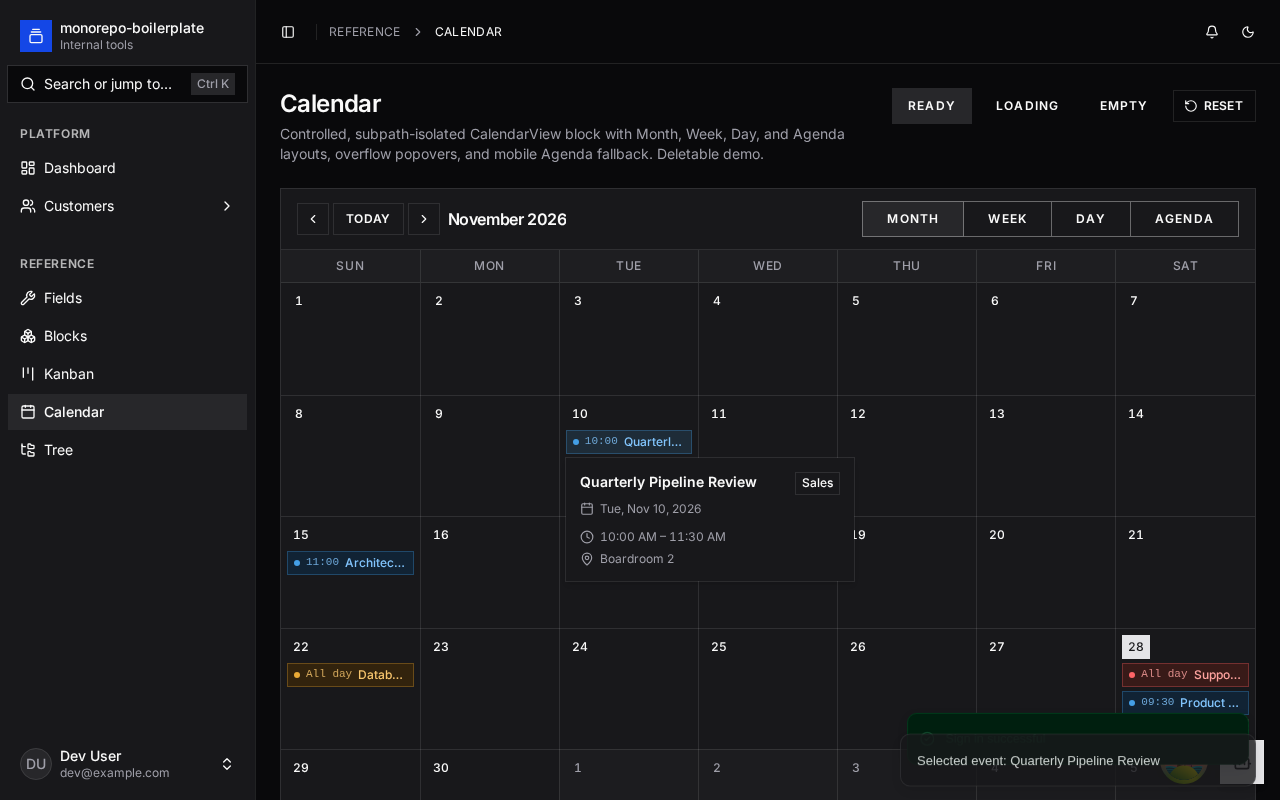 monorepo-boilerplate
Internal tools
Search or jump to...
Ctrl K
PLATFORM
Dashboard
Customers
REFERENCE
Fields
Blocks
Kanban
Calendar
Tree
DU
Dev User
dev@example.com
REFERENCE
CALENDAR
Calendar
Controlled, subpath-isolated CalendarView block with Month, Week, Day, and Agenda
layouts, overflow popovers, and mobile Agenda fallback. Deletable demo.
READY
LOADING
EMPTY
RESET
TODAY
November 2026
MONTH
WEEK
DAY
AGENDA
SUN
MON
TUE
WED
THU
FRI
SAT
1
2
3
4
5
6
7
8
9
10
11
12
13
14
10:00 Quarterl...
Quarterly Pipeline Review
Sales
Tue, Nov 10, 2026
10:00 AM – 11:30 AM
Boardroom 2
15
16
19
20
21
11:00 Architec...
22
23
24
25
26
27
28
All day Datab...
All day Suppo...
09:30 Product ...
29
30
1
2
3
Selected event: Quarterly Pipeline Review